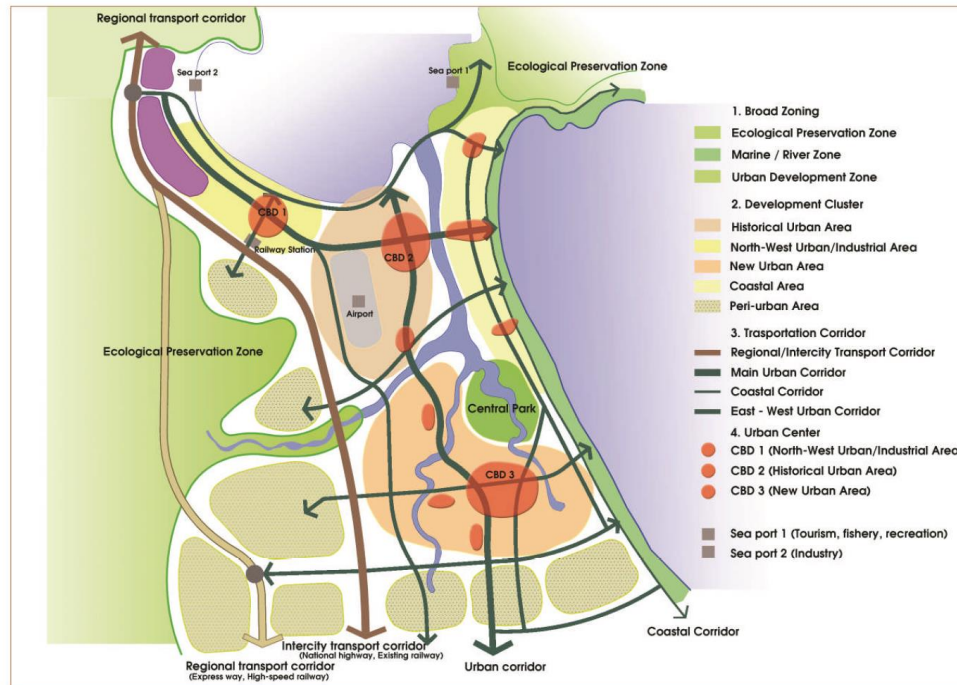 Regional transport corridor
Sea port 2
Sea port 1
Ecological Preservation Zone
CBD 1
Railway Station
CBD 2
Airport
Ecological Preservation Zone
Central Park
CBD 3
Intercity transport corridor
(National highway, Existing railway)
Regional transport corridor
(Express way, High-speed railway)
Urban corridor
Coastal Corridor
1. Broad Zoning
Ecological Preservation Zone
Marine / River Zone
Urban Development Zone
2. Development Cluster
Historical Urban Area
North-West Urban/Industrial Area
New Urban Area
Coastal Area
Peri-urban Area
3. Trasportation Corridor
Regional/Intercity Transport Corridor
Main Urban Corridor
Coastal Corridor
East - West Urban Corridor
4. Urban Center
CBD 1 (North-West Urban/Industrial Area
CBD 2 (Historical Urban Area)
CBD 3 (New Urban Area)
Sea port 1 (Tourism, fishery, recreation)
Sea port 2 (Industry)